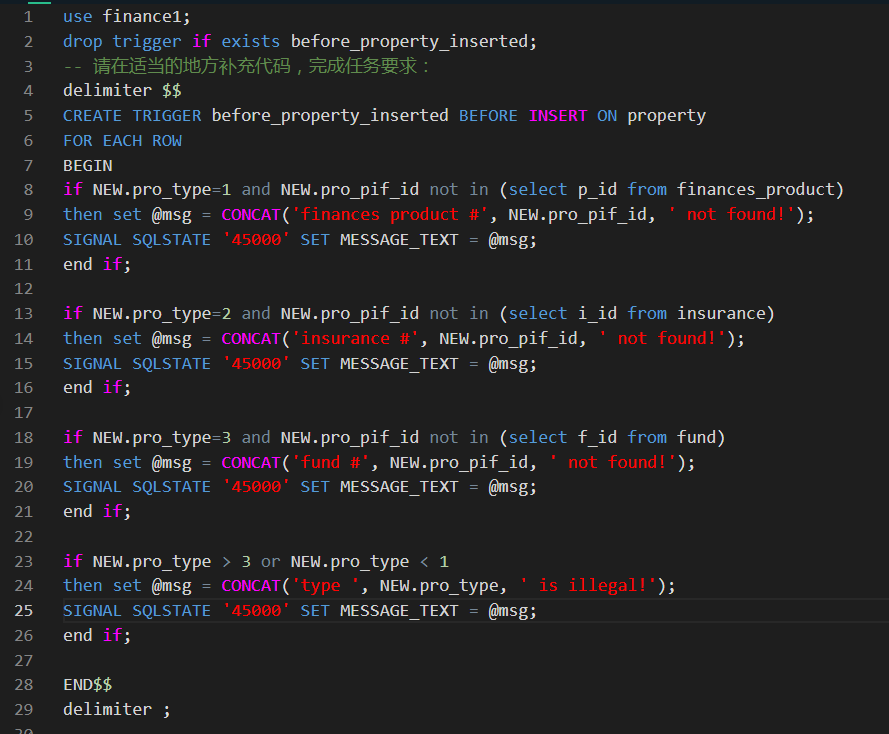 1 use finance1;
2 drop trigger if exists before_property_inserted;
3 -- 请在适当的地方补充代码，完成任务要求：
4 delimiter $$
5 CREATE TRIGGER before_property_inserted BEFORE INSERT ON property
6 FOR EACH ROW
7 BEGIN
8 if NEW.pro_type=1 and NEW.pro_pif_id not in (select p_id from finances_product)
9 then set @msg = CONCAT('finances product #', NEW.pro_pif_id, ' not found!');
10 SIGNAL SQLSTATE '45000' SET MESSAGE_TEXT = @msg;
11 end if;
12
13 if NEW.pro_type=2 and NEW.pro_pif_id not in (select i_id from insurance)
14 then set @msg = CONCAT('insurance #', NEW.pro_pif_id, ' not found!');
15 SIGNAL SQLSTATE '45000' SET MESSAGE_TEXT = @msg;
16 end if;
17
18 if NEW.pro_type=3 and NEW.pro_pif_id not in (select f_id from fund)
19 then set @msg = CONCAT('fund #', NEW.pro_pif_id, ' not found!');
20 SIGNAL SQLSTATE '45000' SET MESSAGE_TEXT = @msg;
21 end if;
22
23 if NEW.pro_type > 3 or NEW.pro_type < 1
24 then set @msg = CONCAT('type ', NEW.pro_type, ' is illegal!');
25 SIGNAL SQLSTATE '45000' SET MESSAGE_TEXT = @msg;
26 end if;
27
28 END$$
29 delimiter ;